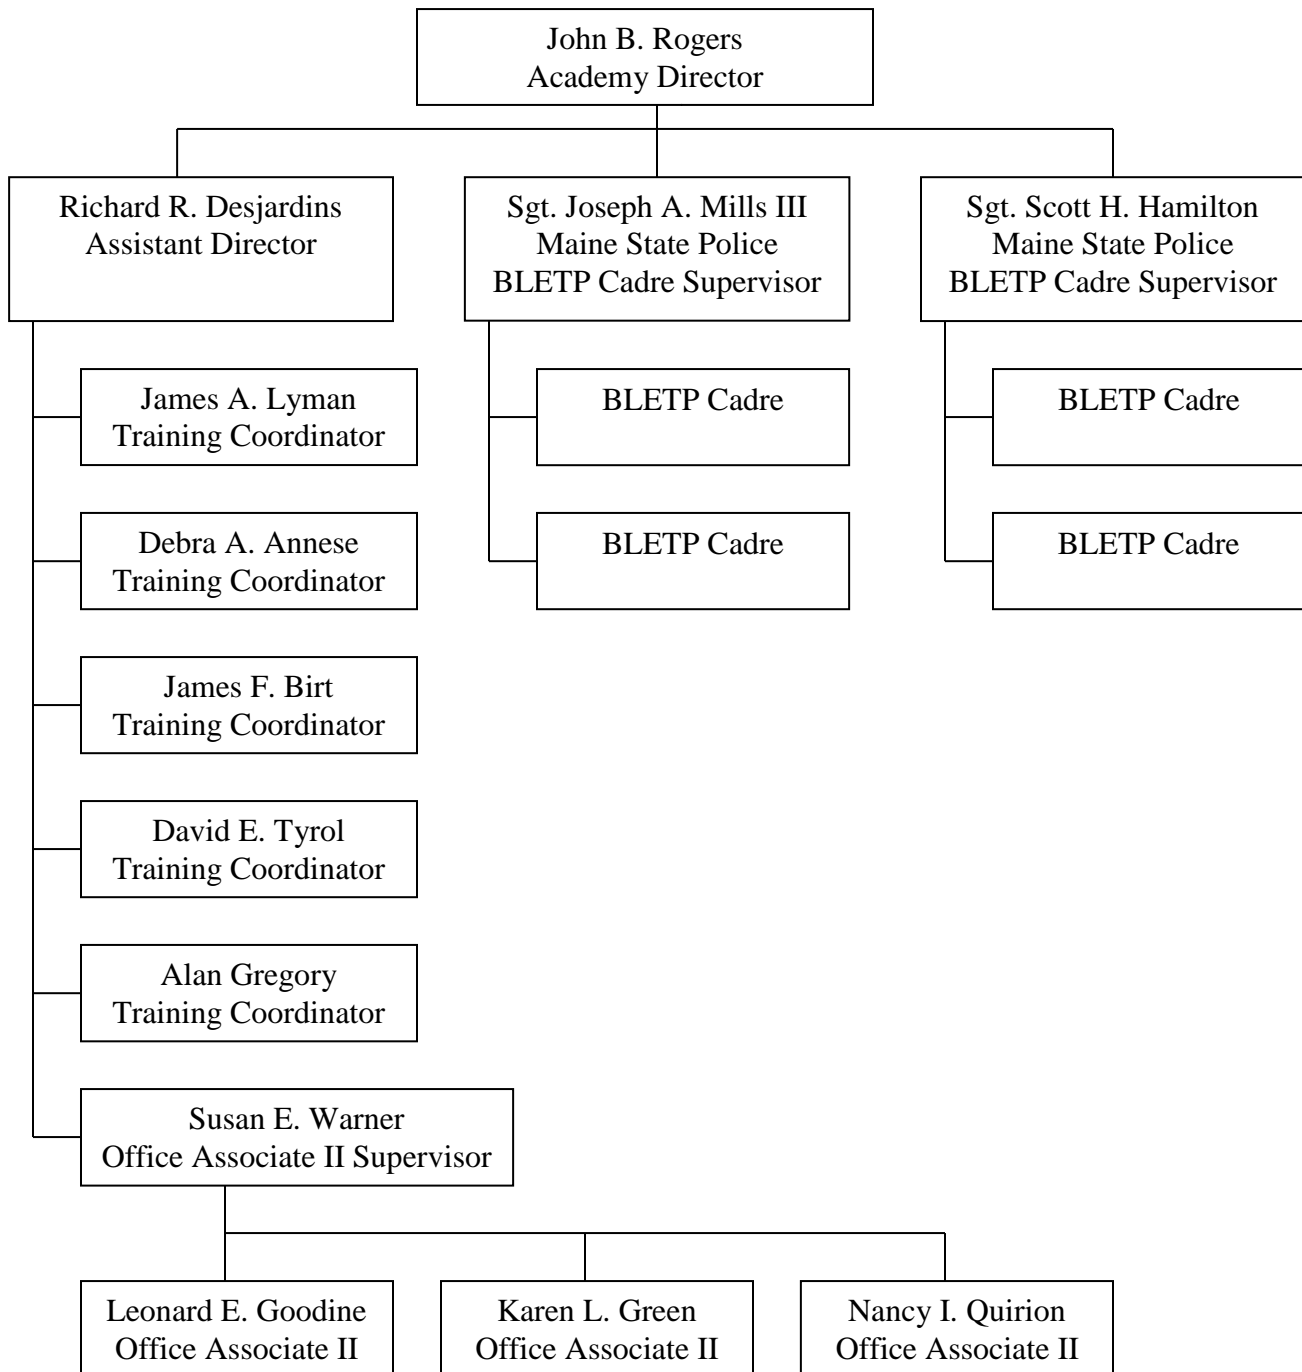 John B. Rogers
Academy Director
Richard R. Desjardins
Assistant Director
Sgt. Joseph A. Mills III
Maine State Police
BLETP Cadre Supervisor
Sgt. Scott H. Hamilton
Maine State Police
BLETP Cadre Supervisor
James A. Lyman
Training Coordinator
BLETP Cadre
BLETP Cadre
Debra A. Annese
Training Coordinator
BLETP Cadre
BLETP Cadre
James F. Birt
Training Coordinator
David E. Tyrol
Training Coordinator
Alan Gregory
Training Coordinator
Susan E. Warner
Office Associate II Supervisor
Leonard E. Goodine
Office Associate II
Karen L. Green
Office Associate II
Nancy I. Quirion
Office Associate II